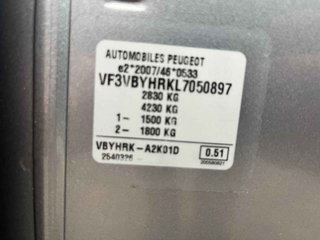 AUTOMOBILES PEUGEOT
e2*2007/46*0533
VF3VBYHRKL7050897
2830 KG
4230 KG
1- 1500 KG
2- 1800 KG
VBYHRK-A2K01D
0.51
2540326